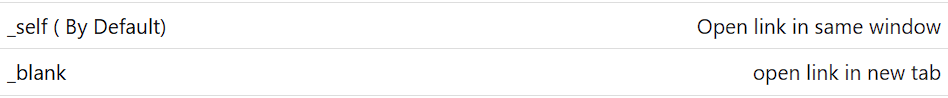 _self ( By Default) Open link in same window
_blank open link in new tab